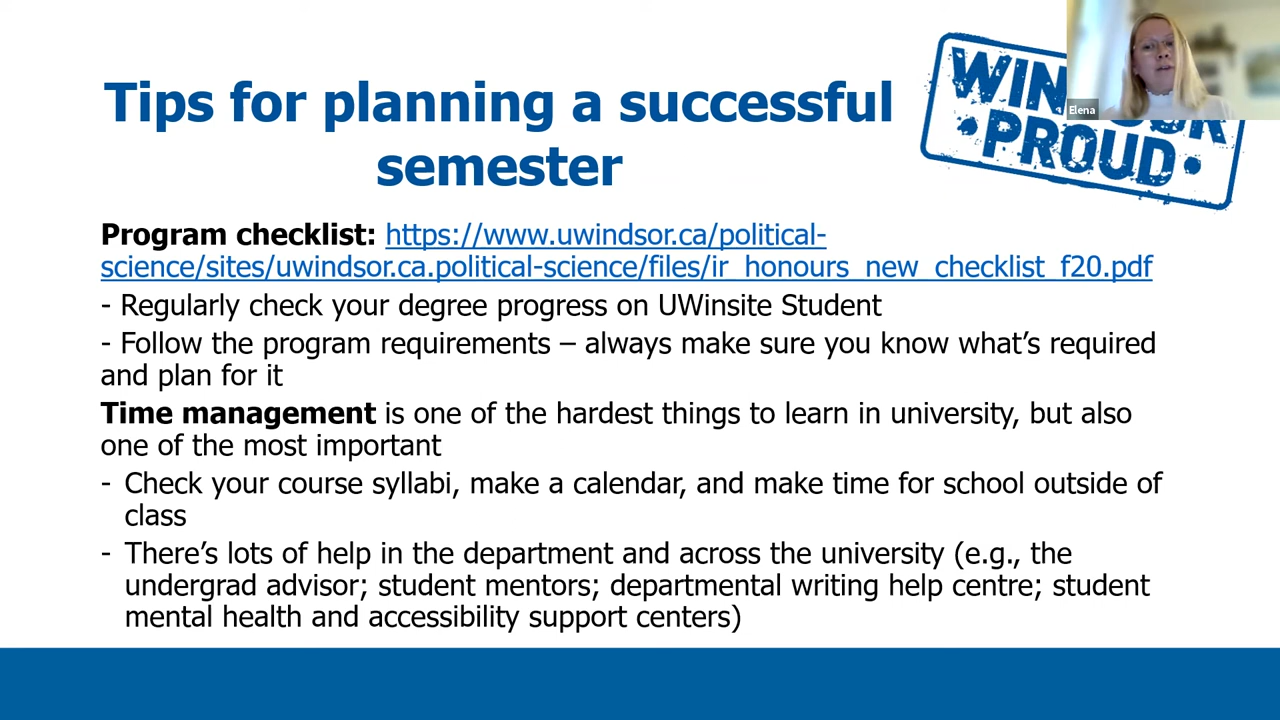 Tips for planning a successful
semester
WIN
PROUD
Elena
Program checklist: https://www.uwindsor.ca/political-
science/sites/uwindsor.ca.political-science/files/ir_honours_new_checklist_f20.pdf
- Regularly check your degree progress on UWinsite Student
- Follow the program requirements – always make sure you know what’s required
and plan for it
Time management is one of the hardest things to learn in university, but also
one of the most important
- Check your course syllabi, make a calendar, and make time for school outside of
class
- There’s lots of help in the department and across the university (e.g., the
undergrad advisor; student mentors; departmental writing help centre; student
mental health and accessibility support centers)